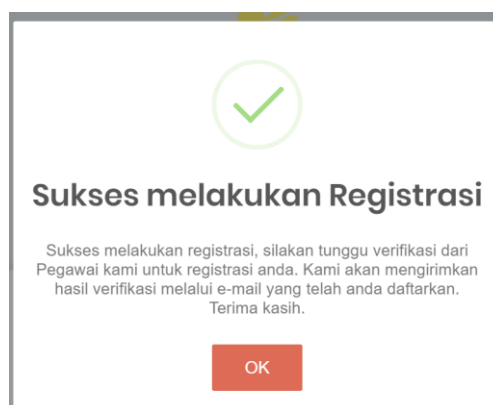 Sukses melakukan Registrasi
Sukses melakukan registrasi, silakan tunggu verifikasi dari
Pegawai kami untuk registrasi anda. Kami akan mengirimkan
hasil verifikasi melalui e-mail yang telah anda daftarkan.
Terima kasih.
OK